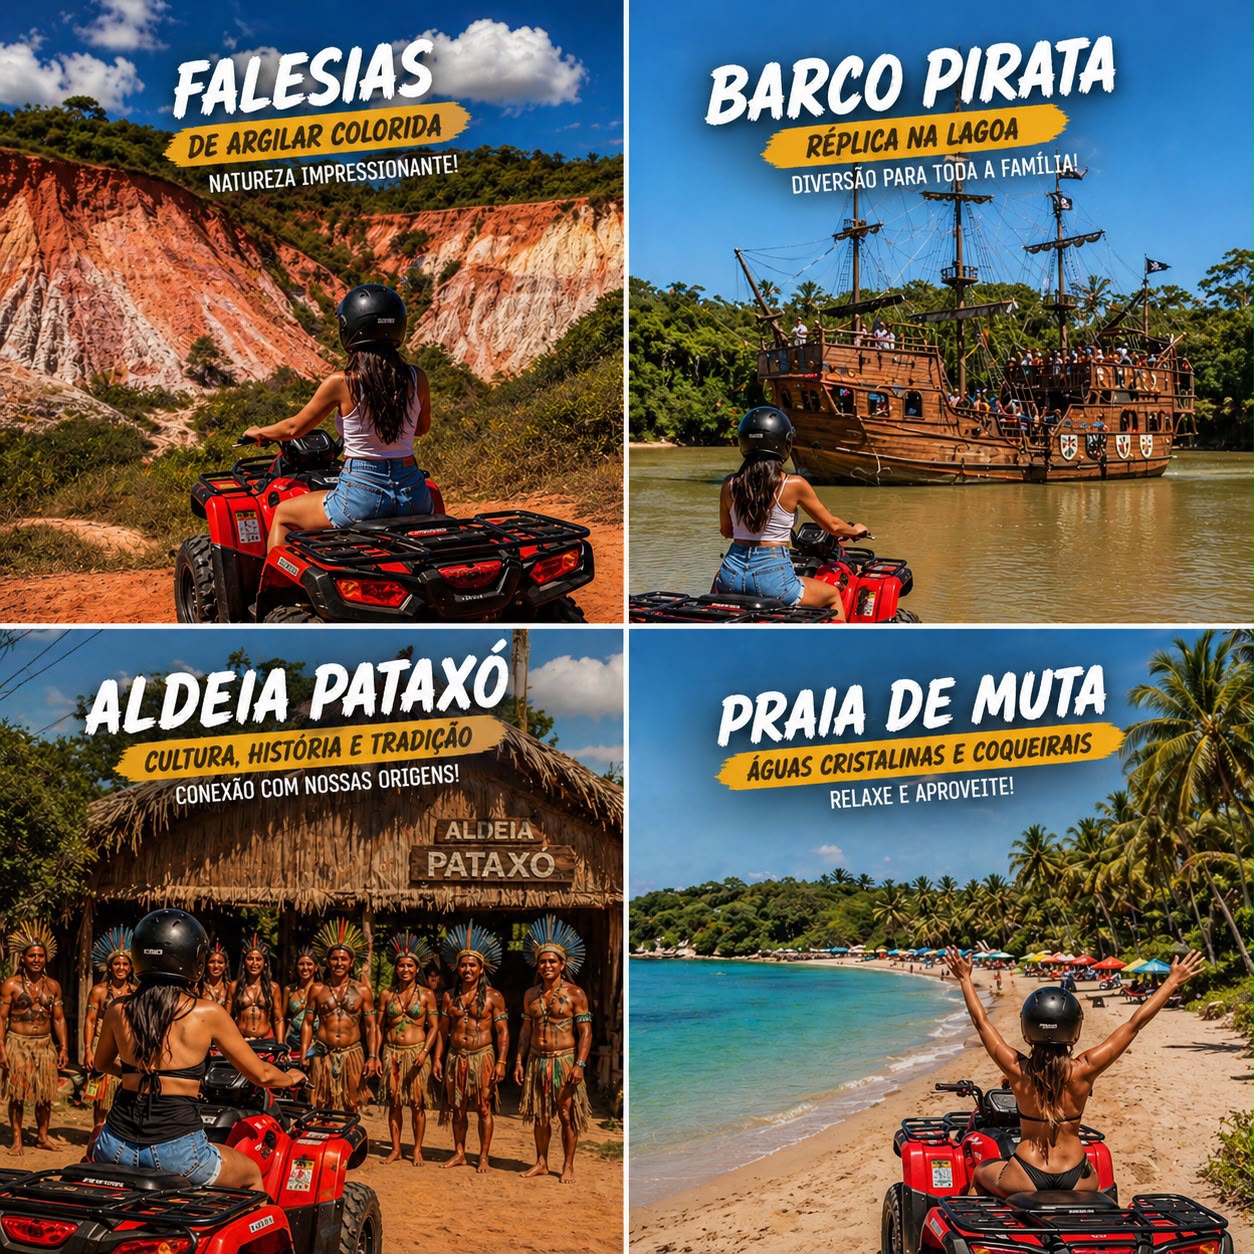 FALESIAS
DE ARGILAR COLORIDA
NATUREZA IMPRESSIONANTE!
BARCO PIRATA
RÉPLICA NA LAGOA
DIVERSÃO PARA TODA A FAMÍLIA!
ALDEIA PATAXÓ
CULTURA, HISTÓRIA E TRADIÇÃO
CONEXÃO COM NOSSAS ORIGENS!
ALDEIA
PATAXÓ
PRAIA DE MUTA
ÁGUAS CRISTALINAS E COQUEIRAIS
RELAXE E APROVEITE!